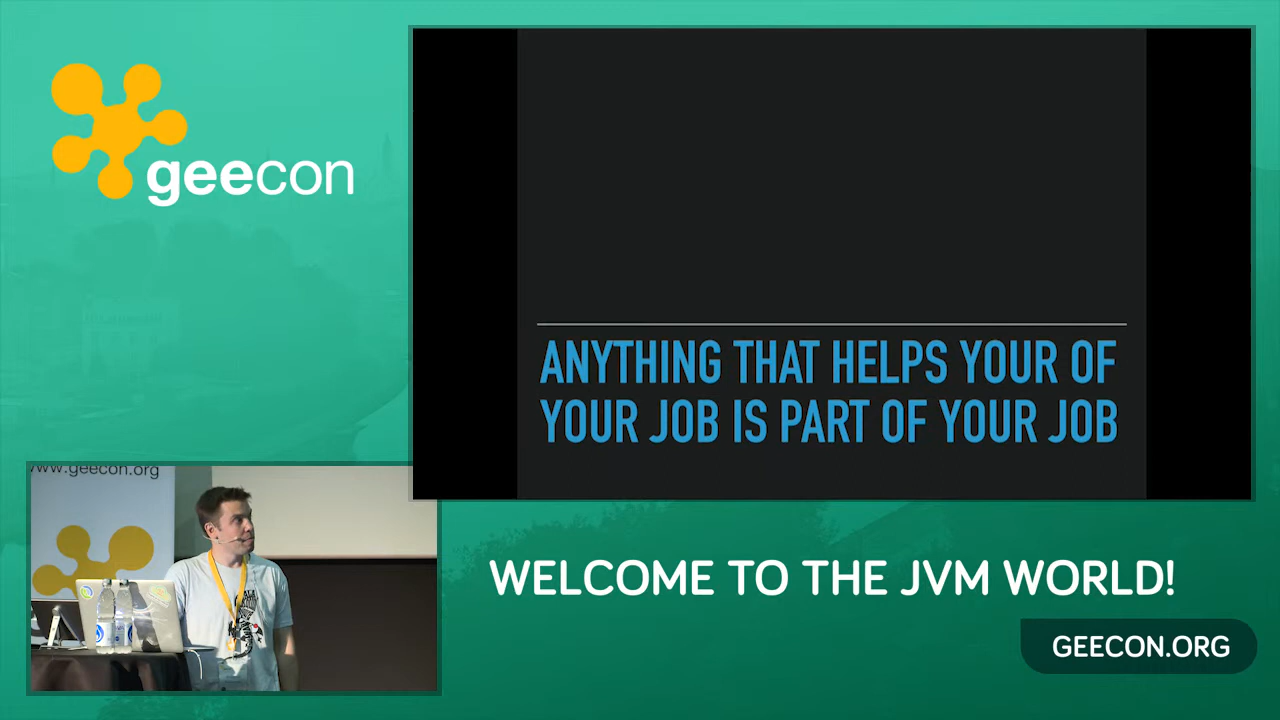 geecon
ANYTHING THAT HELPS YOUR OF
YOUR JOB IS PART OF YOUR JOB
www.geecon.org
WELCOME TO THE JVM WORLD!
GEECON.ORG